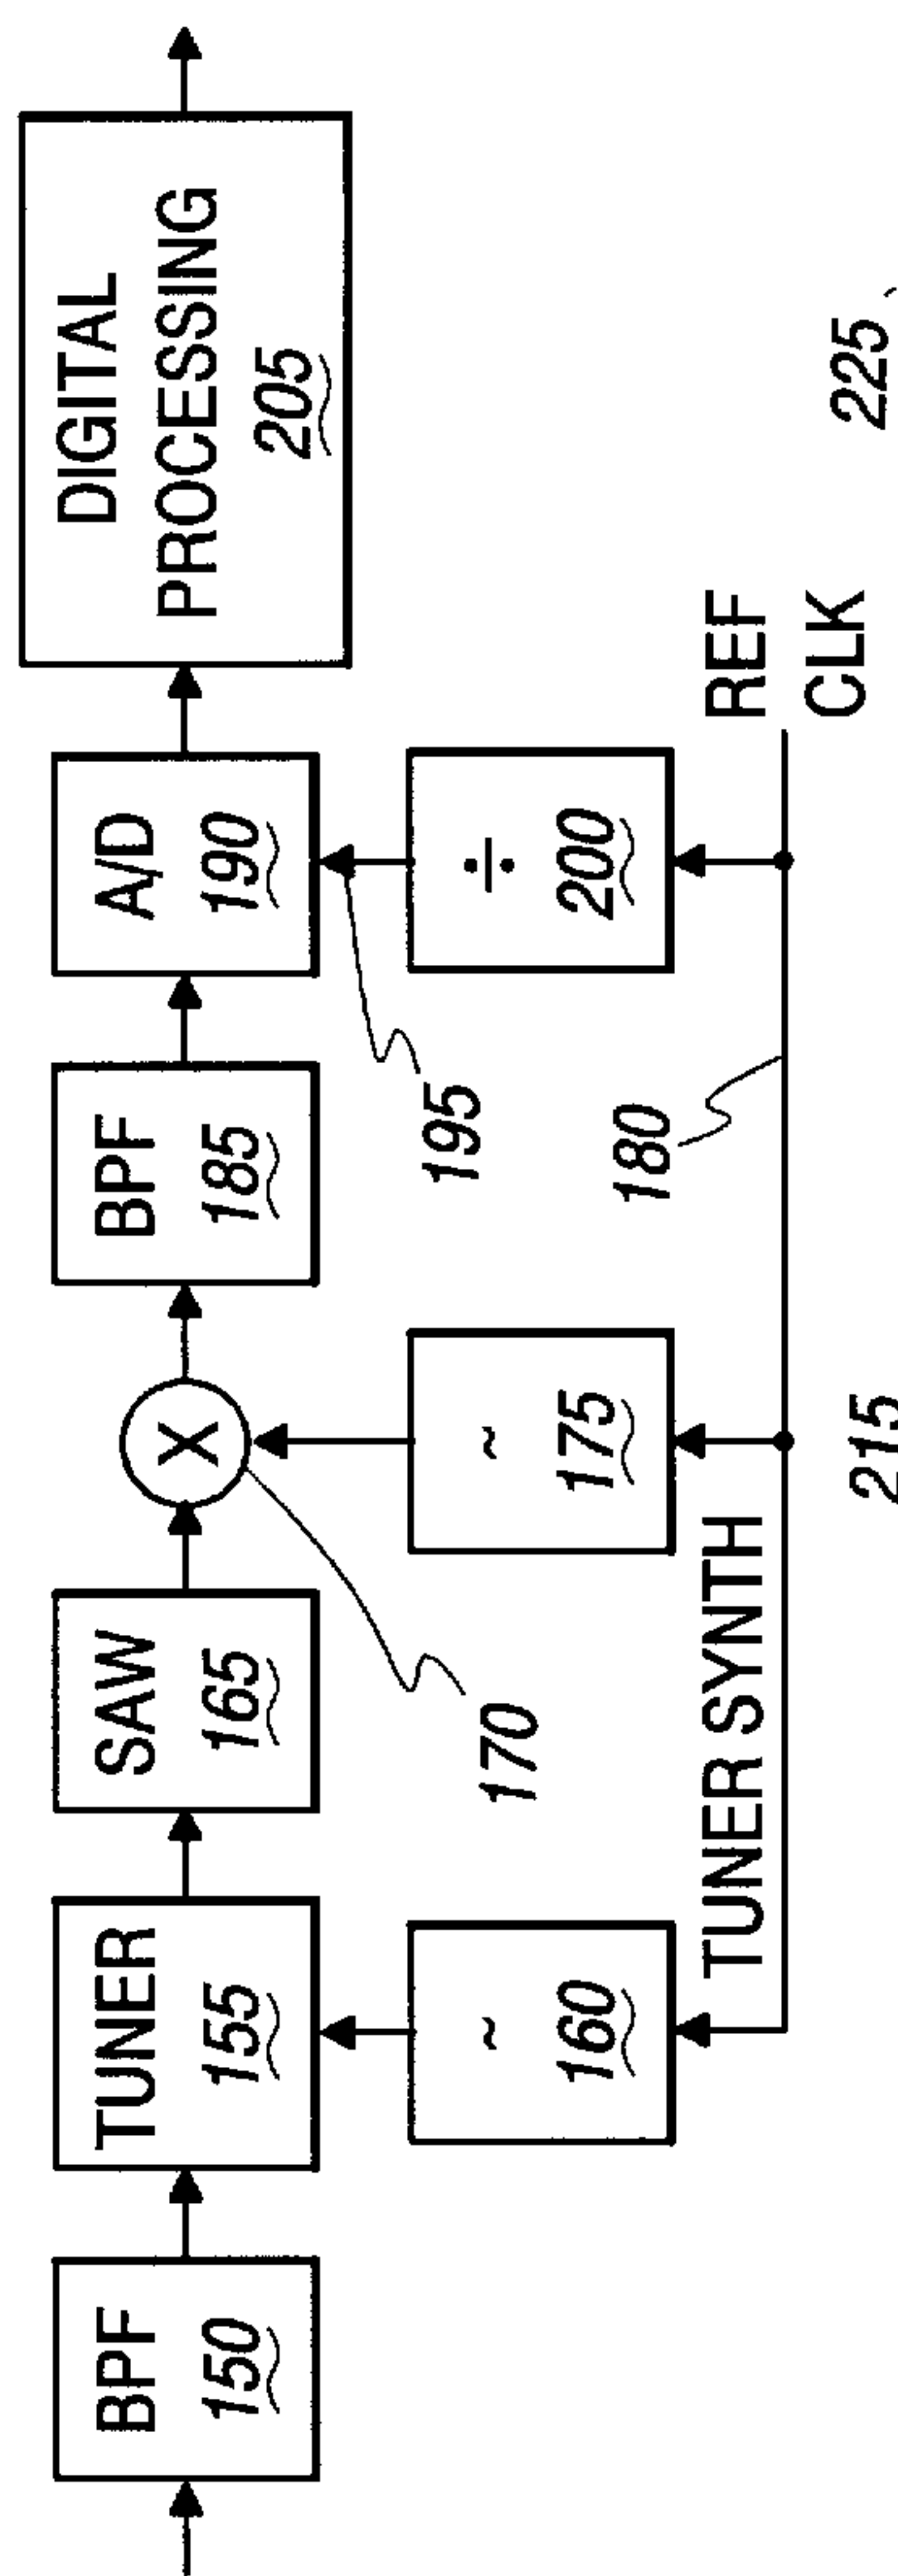 BPF
150
TUNER
155
SAW
165
X
BPF
185
A/D
190
DIGITAL
PROCESSING
205
170
195
~
160
~
175
÷
200
TUNER SYNTH
180
REF
CLK
215
225